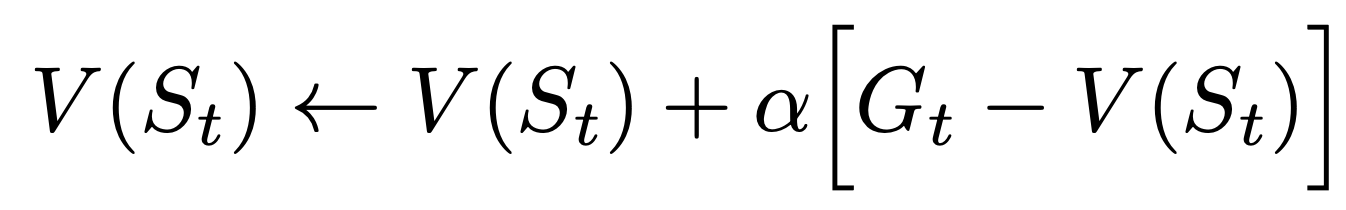 V(S_t) ← V(S_t) + α[G_t − V(S_t)]